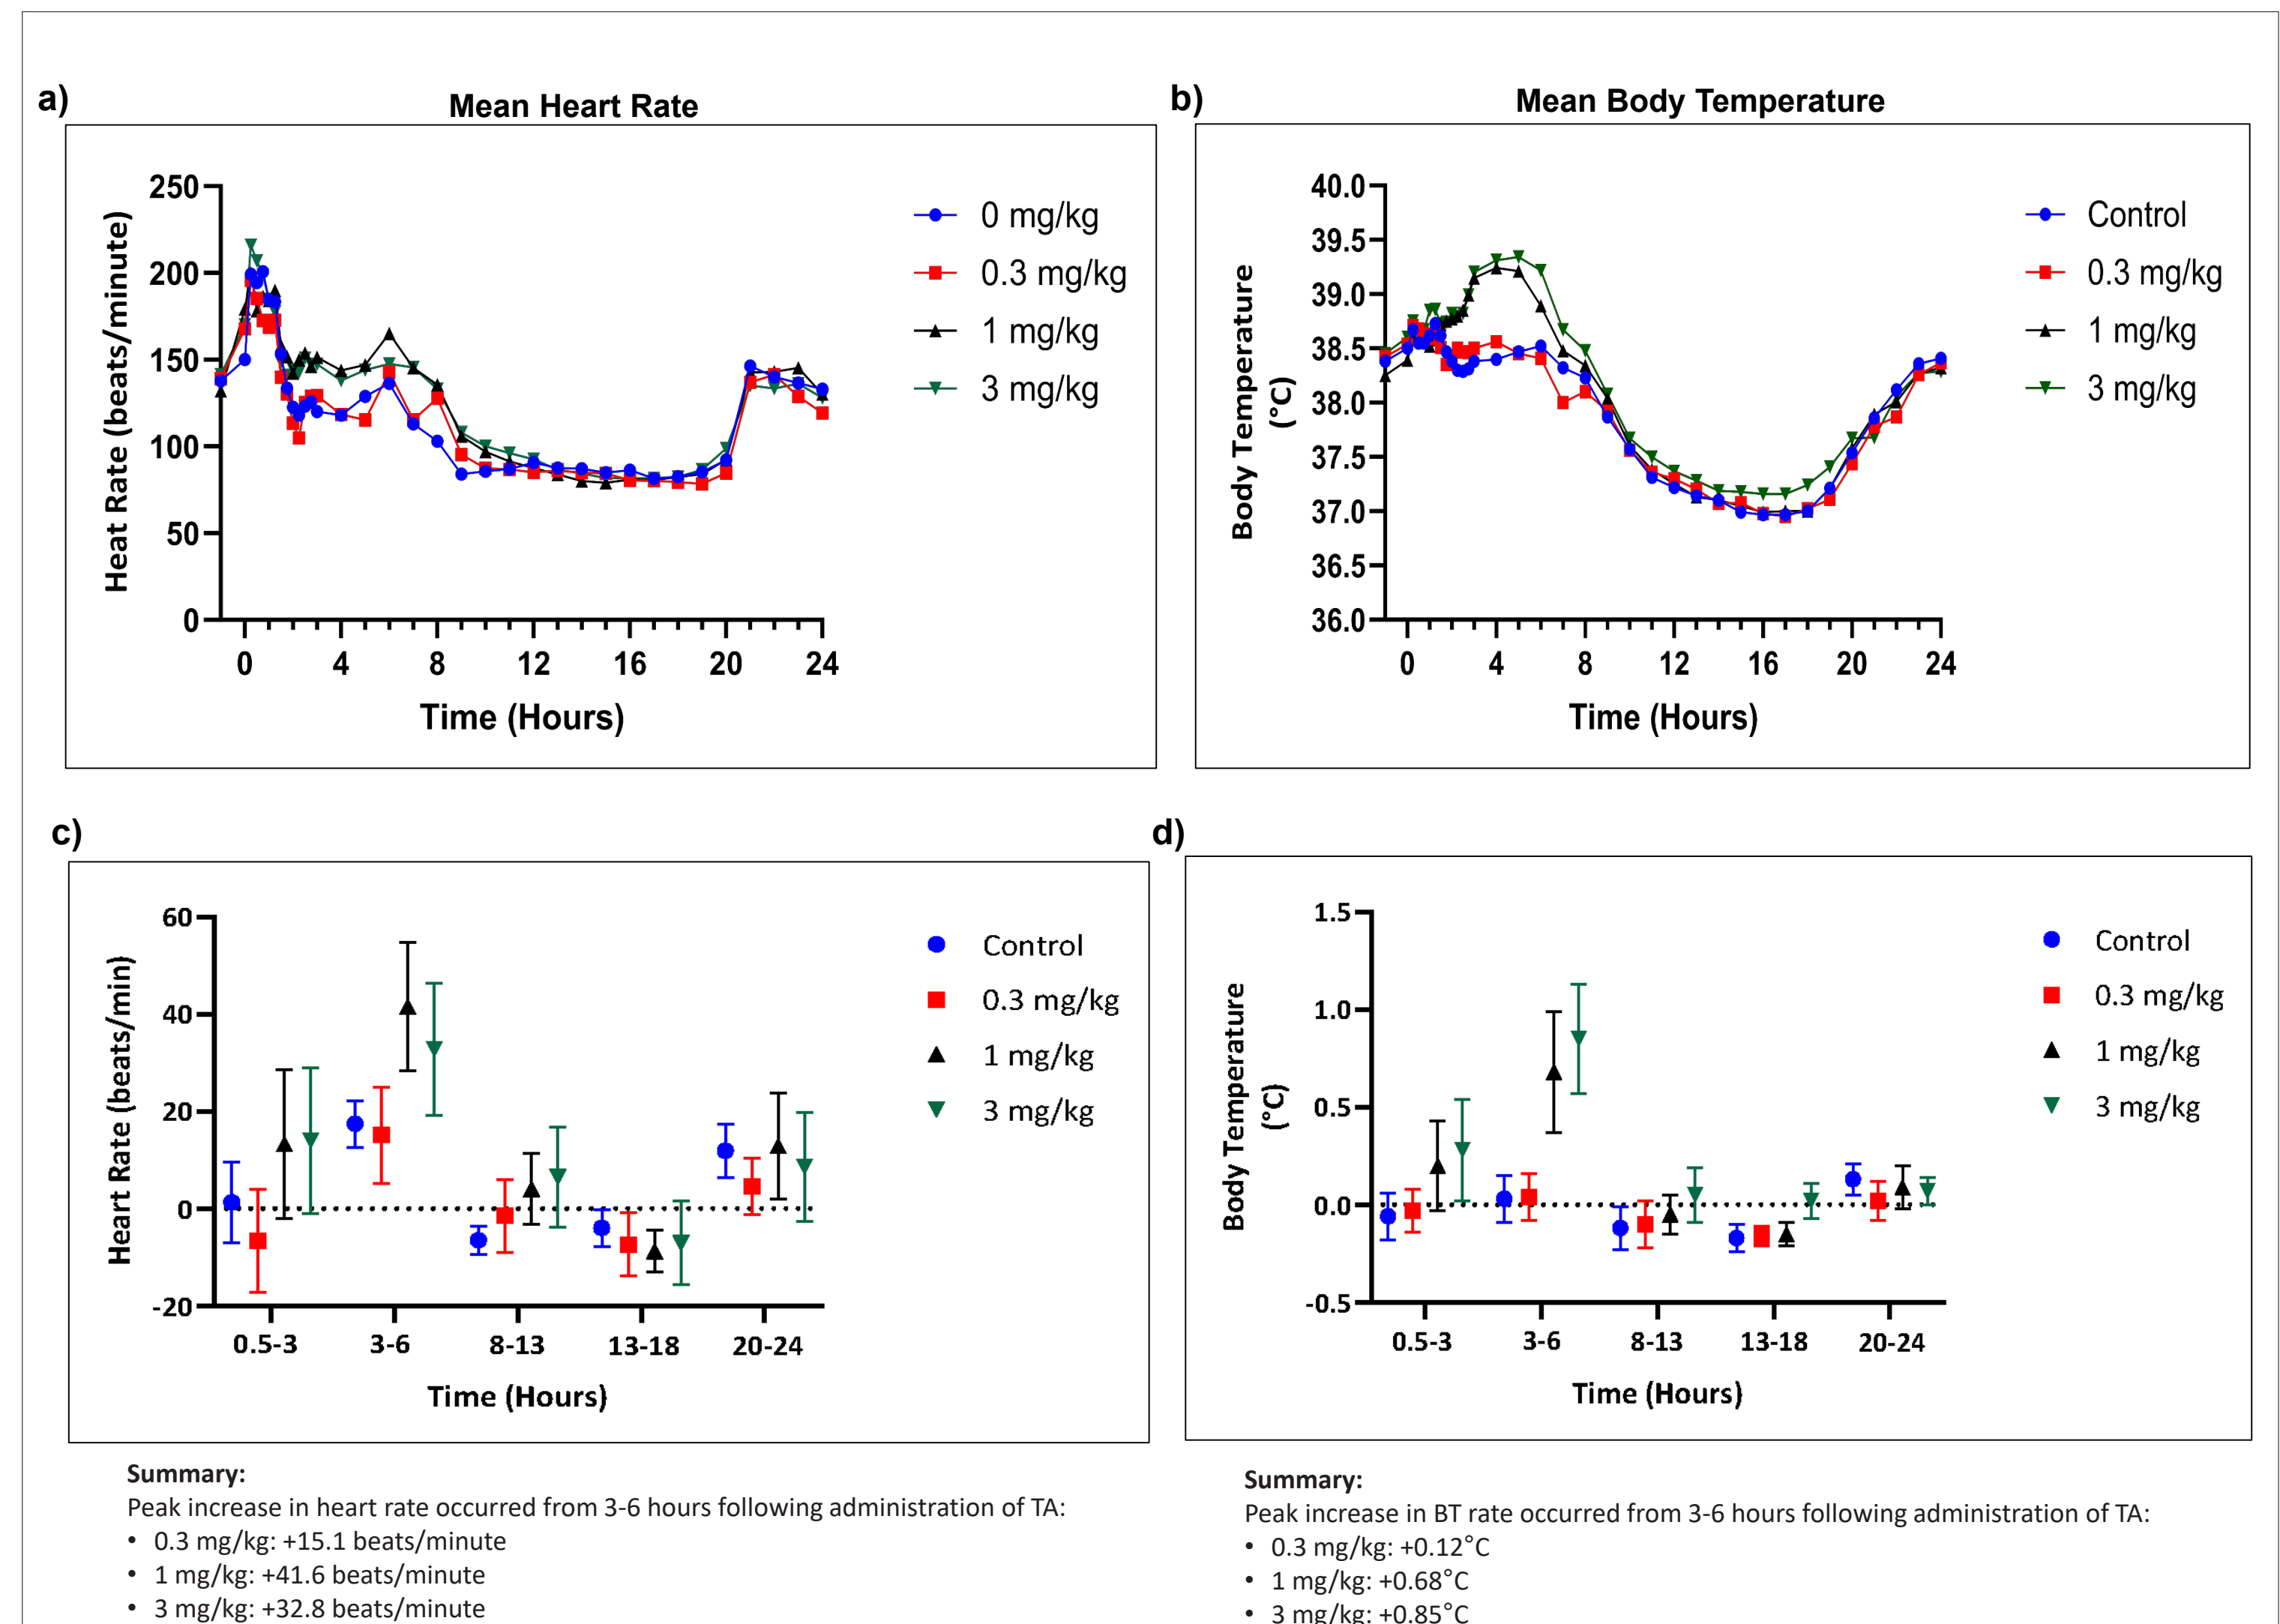 a)
Mean Heart Rate
Heat Rate (beats/minute)
250
200
150
100
50
0
0 4 8 12 16 20 24
Time (Hours)
0 mg/kg
0.3 mg/kg
1 mg/kg
3 mg/kg
b)
Mean Body Temperature
Body Temperature
(°C)
40.0
39.5
39.0
38.5
38.0
37.5
37.0
36.5
36.0
0 4 8 12 16 20 24
Time (Hours)
Control
0.3 mg/kg
1 mg/kg
3 mg/kg
c)
Heart Rate (beats/min)
60
40
20
0
-20
0.5-3 3-6 8-13 13-18 20-24
Time (Hours)
Control
0.3 mg/kg
1 mg/kg
3 mg/kg
d)
Body Temperature
(°C)
1.5
1.0
0.5
0.0
-0.5
0.5-3 3-6 8-13 13-18 20-24
Time (Hours)
Control
0.3 mg/kg
1 mg/kg
3 mg/kg
Summary:
Peak increase in heart rate occurred from 3-6 hours following administration of TA:
• 0.3 mg/kg: +15.1 beats/minute
• 1 mg/kg: +41.6 beats/minute
• 3 mg/kg: +32.8 beats/minute
Summary:
Peak increase in BT rate occurred from 3-6 hours following administration of TA:
• 0.3 mg/kg: +0.12°C
• 1 mg/kg: +0.68°C
• 3 mg/kg: +0.85°C